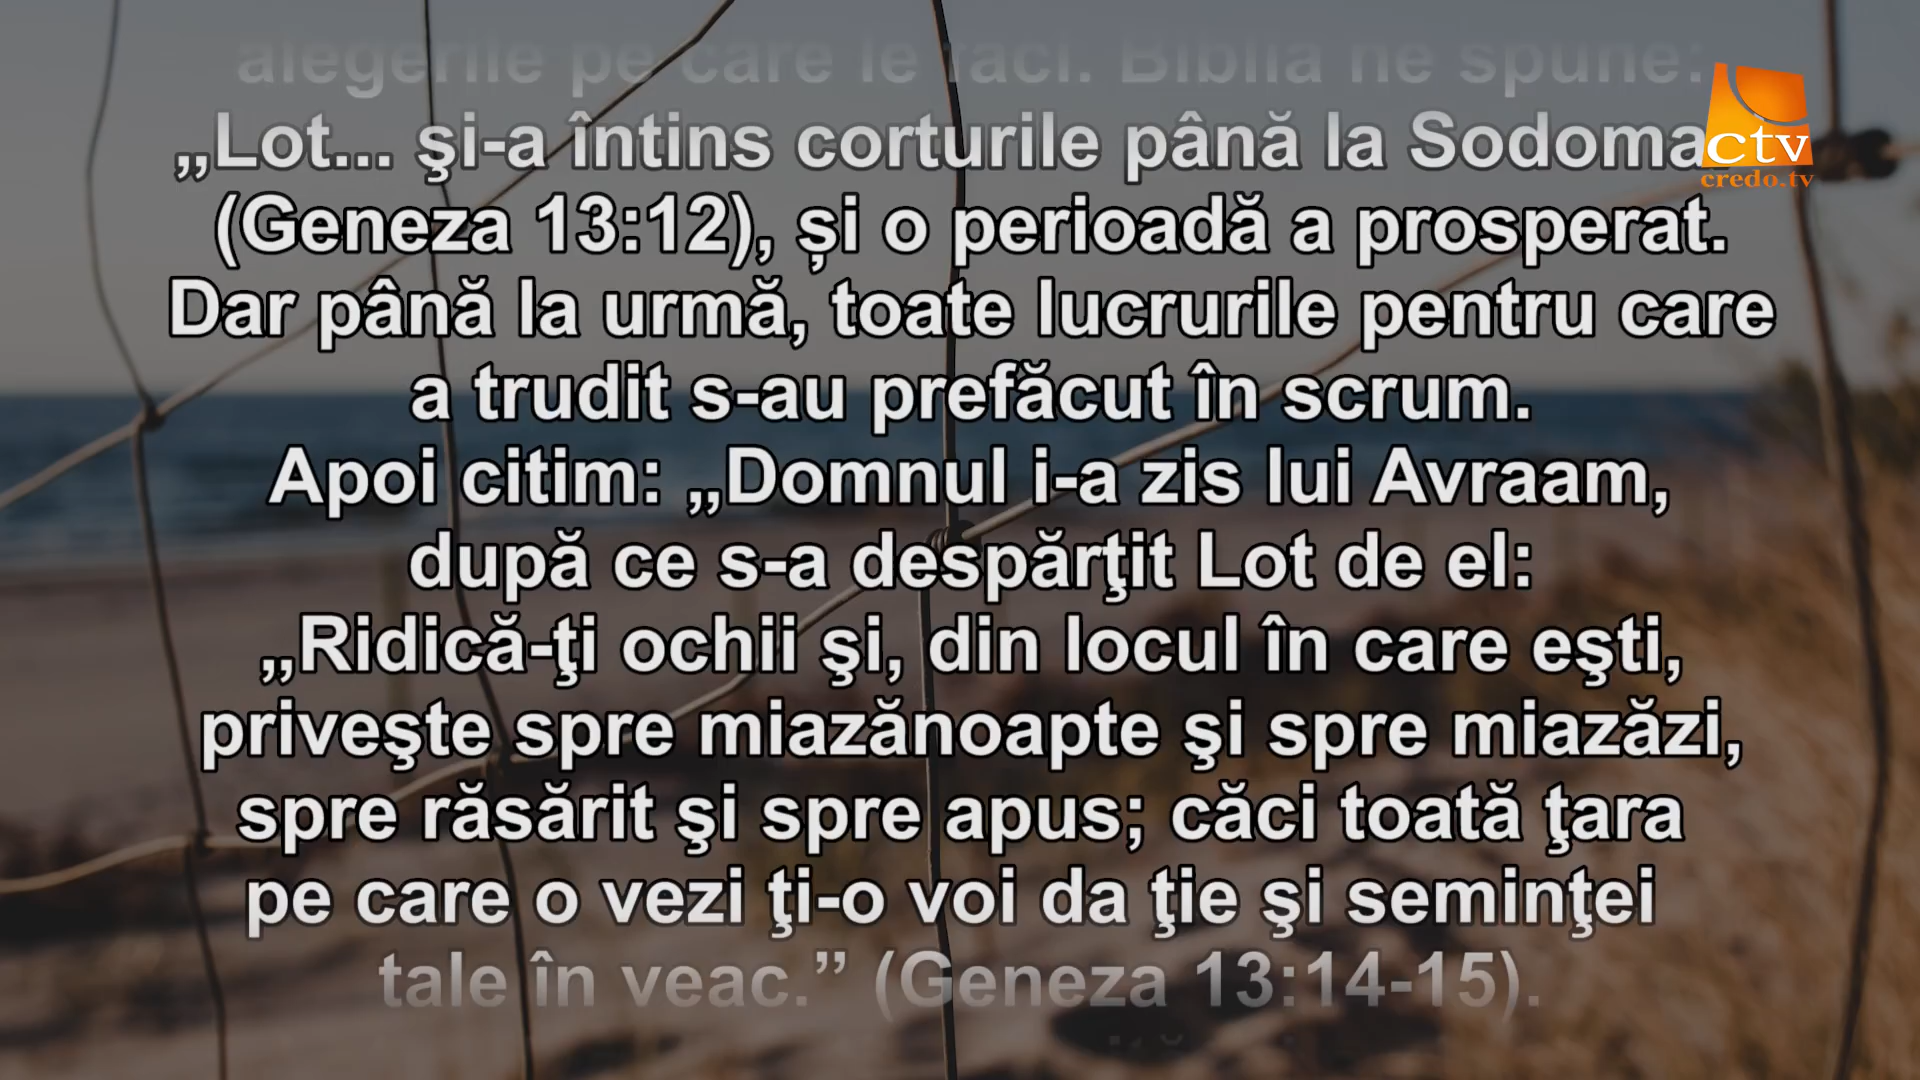 alegerile pe care le faci. Biblia ne spune:
„Lot... şi-a întins corturile până la Sodoma
(Geneza 13:12), și o perioadă a prosperat.
Dar până la urmă, toate lucrurile pentru care
a trudit s-au prefăcut în scrum.
Apoi citim: „Domnul i-a zis lui Avraam,
după ce s-a despărţit Lot de el:
„Ridică-ţi ochii şi, din locul în care eşti,
priveşte spre miazănoapte şi spre miazăzi,
spre răsărit şi spre apus; căci toată ţara
pe care o vezi ţi-o voi da ţie şi seminţei
tale în veac.” (Geneza 13:14-15).
ctv
credo.tv